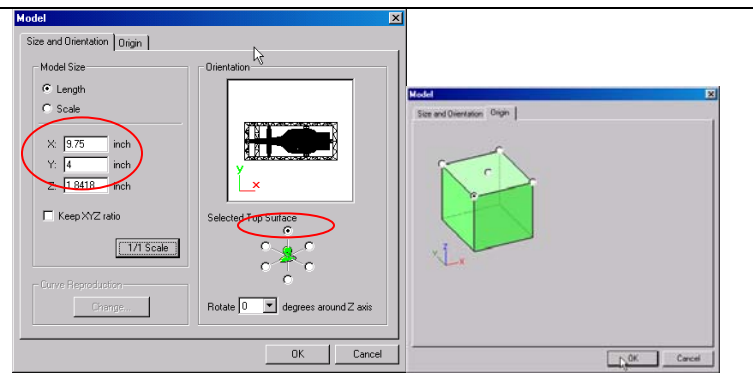 Model
Size and Orientation Origin
Model Size
Length
Scale
X: 9.75 inch
Y: 4 inch
Z: 1.8418 inch
Keep XYZ ratio
1/1 Scale
Curve Reproduction
Change...
Orientation
y
x
Selected Top Surface
Rotate 0 degrees around Z axis
OK Cancel
Model
Size and Orientation Origin
Z
Y
X
OK Cancel